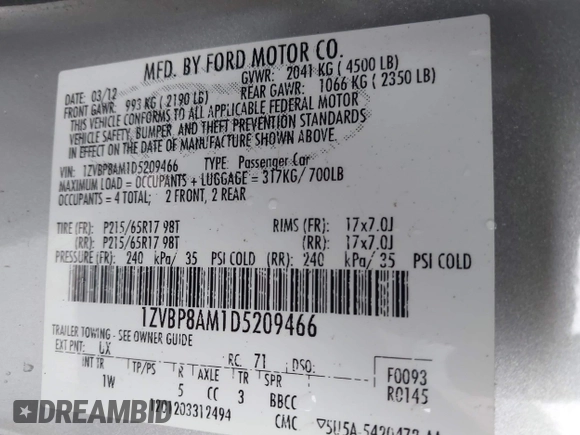 MFD. BY FORD MOTOR CO.
DATE: 03/12 GVWR: 2041 KG ( 4500 LB)
FRONT GAWR: 993 KG ( 2190 LB) REAR GAWR: 1066 KG ( 2350 LB)
THIS VEHICLE CONFORMS TO ALL APPLICABLE FEDERAL MOTOR
VEHICLE SAFETY, BUMPER, AND THEFT PREVENTION STANDARDS
IN EFFECT ON THE DATE OF MANUFACTURE SHOWN ABOVE.
VIN: 1ZVBP8AM1D5209466 TYPE: Passenger Car
MAXIMUM LOAD = OCCUPANTS + LUGGAGE = 317KG/ 700LB
OCCUPANTS = 4 TOTAL; 2 FRONT, 2 REAR
TIRE (FR): P215/65R17 98T RIMS (FR): 17x7.0J
(RR): P215/65R17 98T (RR): 17x7.0J
PRESSURE (FR): 240 kPa/ 35 PSI COLD (RR): 240 kPa/ 35 PSI COLD
1ZVBP8AM1D5209466
TRAILER TOWING - SEE OWNER GUIDE
EXT PNT: UX RC: 71 DSO: F0093
INT TR TP/PS R AXLE TR SPR R0145
1W 5 CC 3 BBCC
1201203312494 CMC
DREAMBID